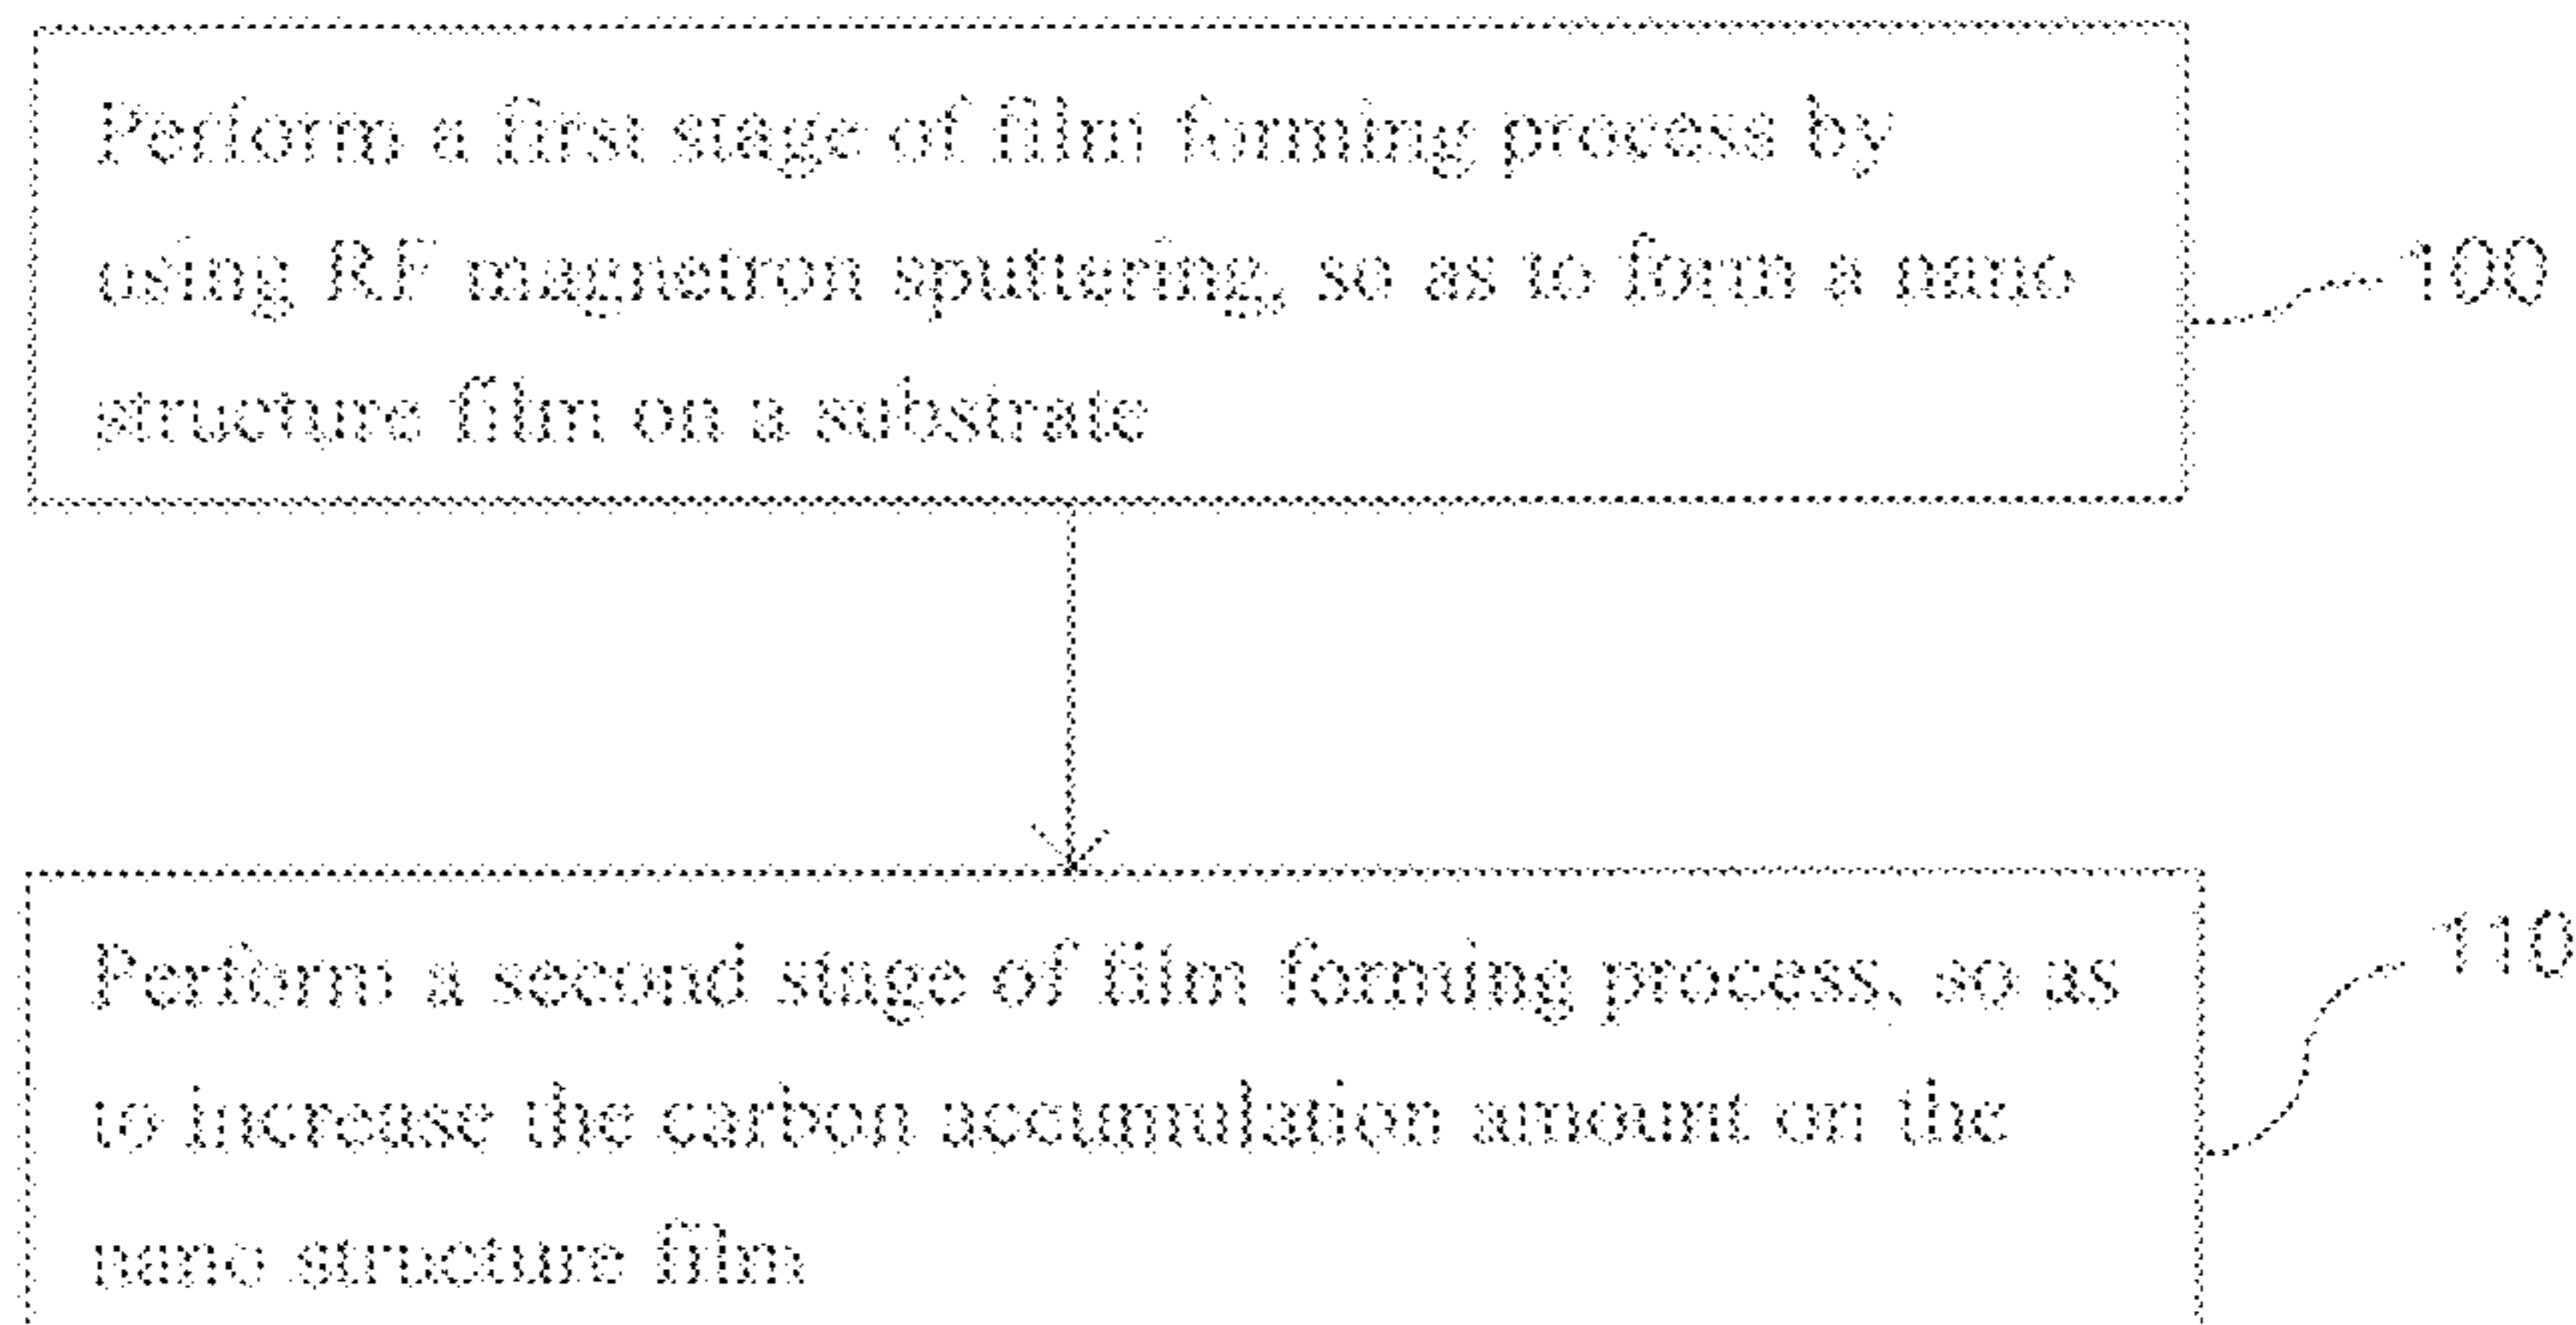 Perform a first stage of film forming process by
using RF magnetron sputtering, so as to form a nano
structure film on a substrate
100
Perform a second stage of film forming process, so as
to increase the carbon accumulation amount on the
nano structure film
110